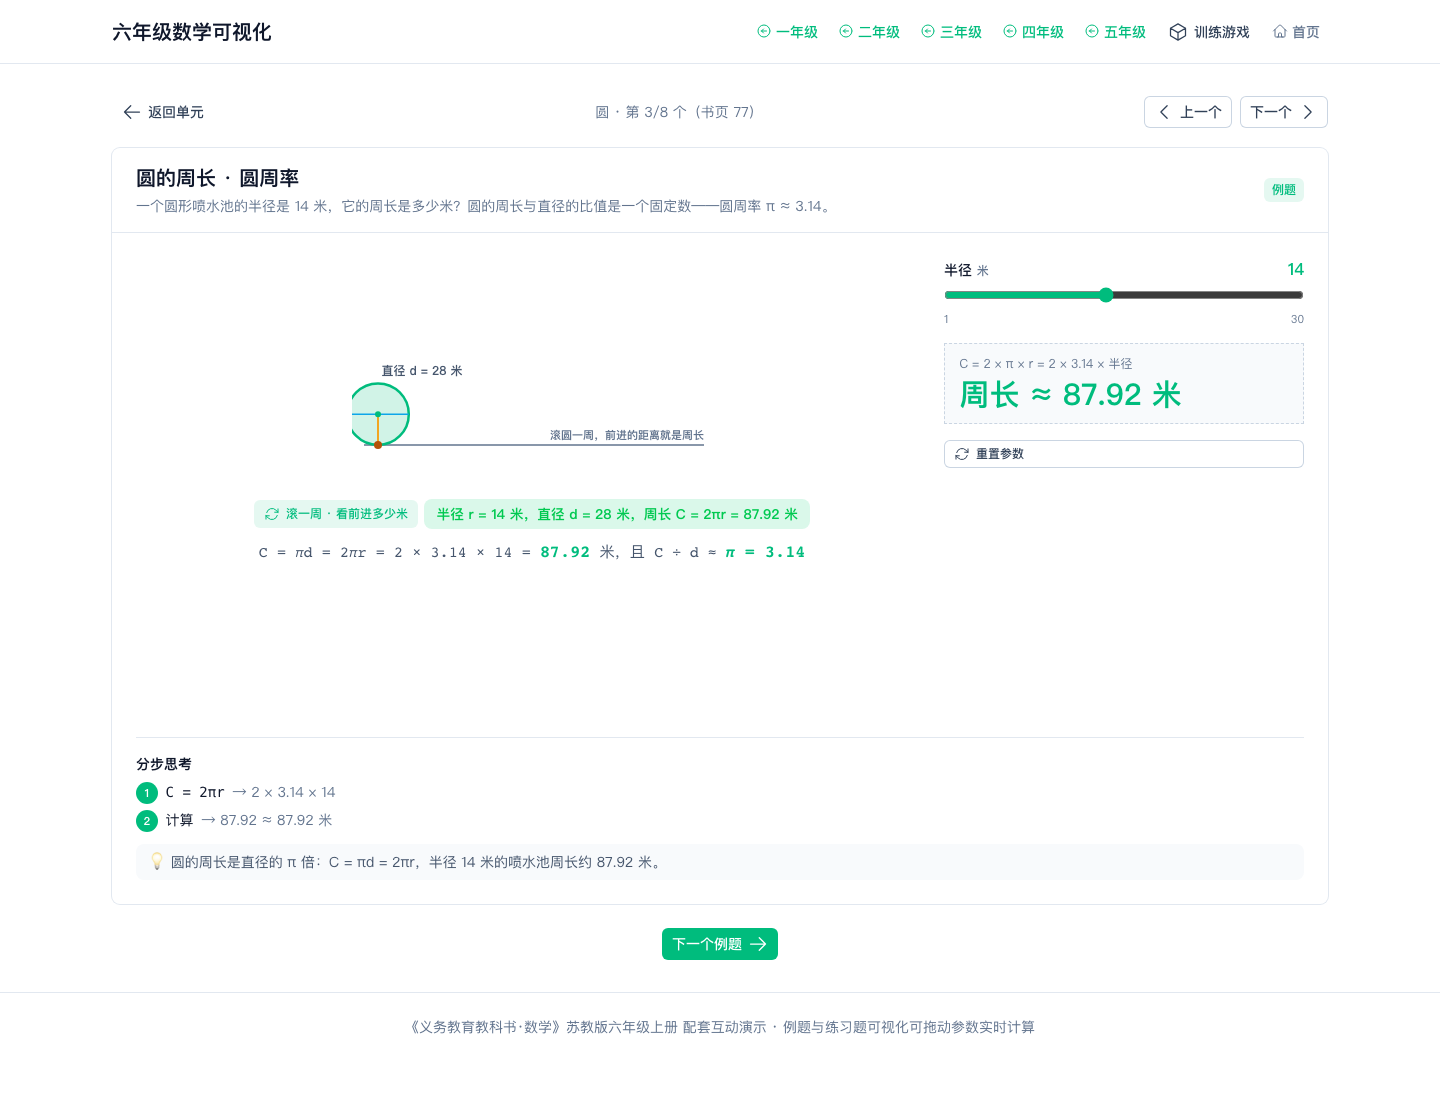 六年级数学可视化
一年级 二年级 三年级 四年级 五年级 训练游戏 首页
返回单元
圆 · 第 3/8 个（书页 77）
上一个
下一个
圆的周长 · 圆周率
一个圆形喷水池的半径是 14 米，它的周长是多少米？圆的周长与直径的比值是一个固定数——圆周率 π ≈ 3.14。
例题
直径 d = 28 米
滚圆一周，前进的距离就是周长
滚一周 · 看前进多少米
半径 r = 14 米，直径 d = 28 米，周长 C = 2πr = 87.92 米
C = πd = 2πr = 2 × 3.14 × 14 = 87.92 米，且 C ÷ d ≈ π = 3.14
半径 米
14
1
30
C = 2 × π × r = 2 × 3.14 × 半径
周长 ≈ 87.92 米
重置参数
分步思考
1 C = 2πr → 2 × 3.14 × 14
2 计算 → 87.92 ≈ 87.92 米
圆的周长是直径的 π 倍：C = πd = 2πr，半径 14 米的喷水池周长约 87.92 米。
下一个例题
《义务教育教科书·数学》苏教版六年级上册 配套互动演示 · 例题与练习题可视化可拖动参数实时计算